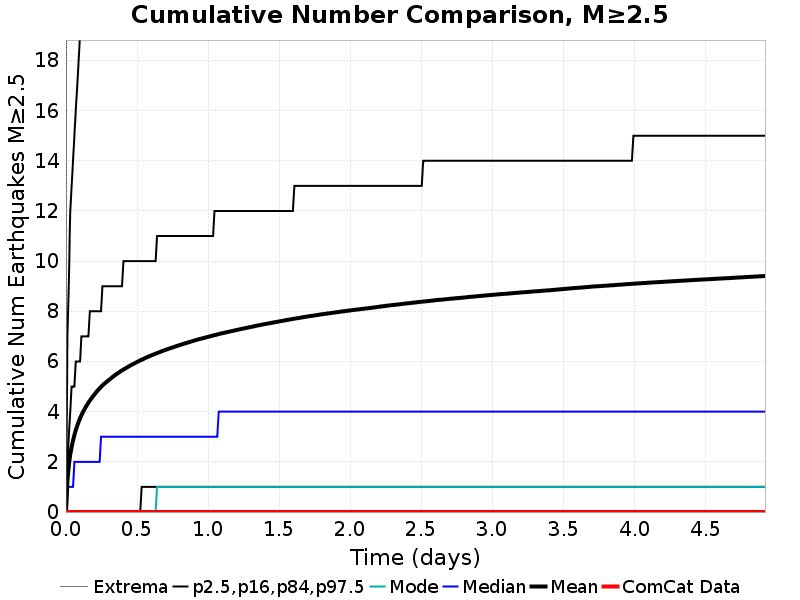 Cumulative Number Comparison, M≥2.5
Cumulative Num Earthquakes M≥2.5
18
16
14
12
10
8
6
4
2
0
0.0 0.5 1.0 1.5 2.0 2.5 3.0 3.5 4.0 4.5
Time (days)
Extrema p2.5,p16,p84,p97.5 Mode Median Mean ComCat Data